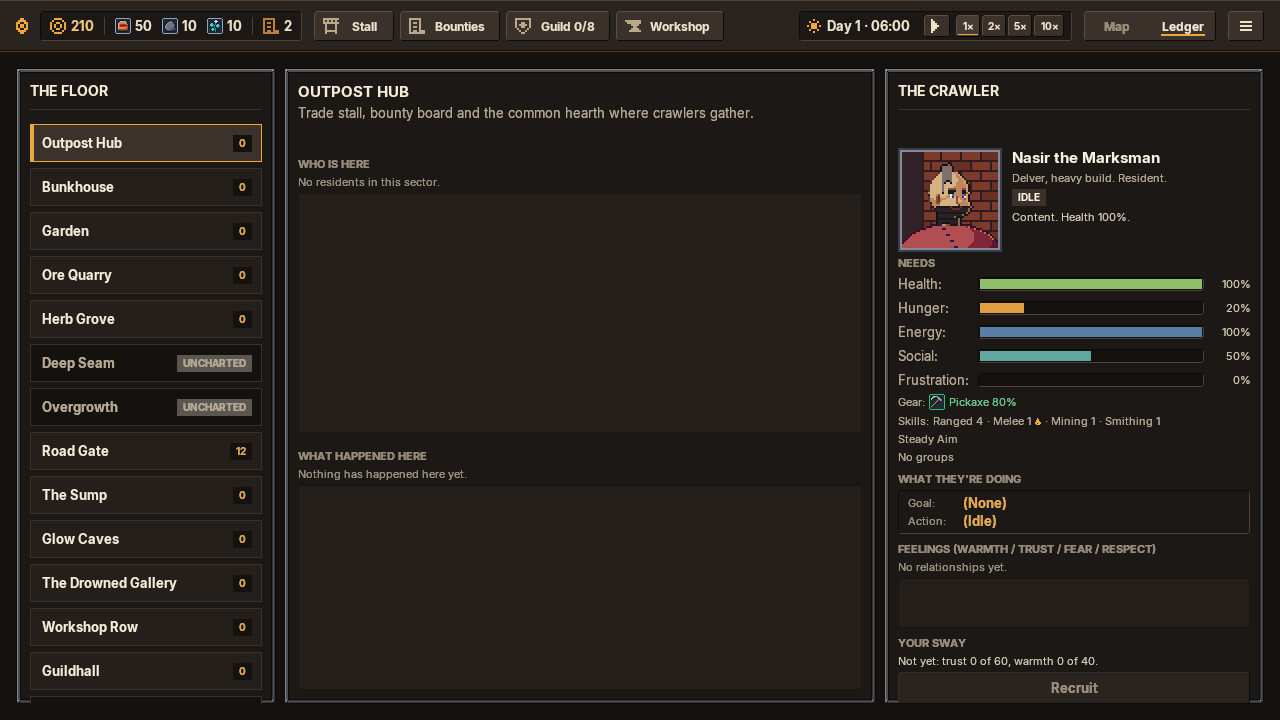 210 50 10 10 2 Stall Bounties Guild 0/8 Workshop Day 1 · 06:00 1× 2× 5× 10× Map Ledger
THE FLOOR
Outpost Hub 0
Bunkhouse 0
Garden 0
Ore Quarry 0
Herb Grove 0
Deep Seam UNCHARTED
Overgrowth UNCHARTED
Road Gate 12
The Sump 0
Glow Caves 0
The Drowned Gallery 0
Workshop Row 0
Guildhall 0
OUTPOST HUB
Trade stall, bounty board and the common hearth where crawlers gather.
WHO IS HERE
No residents in this sector.
WHAT HAPPENED HERE
Nothing has happened here yet.
THE CRAWLER
Nasir the Marksman
Delver, heavy build. Resident.
IDLE
Content. Health 100%.
NEEDS
Health: 100%
Hunger: 20%
Energy: 100%
Social: 50%
Frustration: 0%
Gear: Pickaxe 80%
Skills: Ranged 4 · Melee 1 · Mining 1 · Smithing 1
Steady Aim
No groups
WHAT THEY'RE DOING
Goal: (None)
Action: (Idle)
FEELINGS (WARMTH / TRUST / FEAR / RESPECT)
No relationships yet.
YOUR SWAY
Not yet: trust 0 of 60, warmth 0 of 40.
Recruit